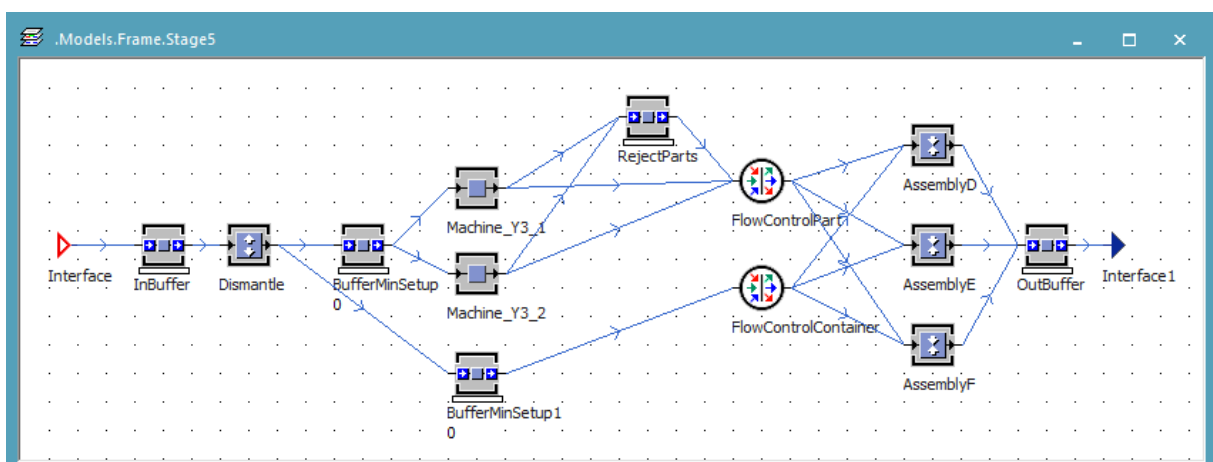 .Models.Frame.Stage5
RejectParts
AssemblyD
Machine_Y3_1
FlowControlPart
Interface
InBuffer
Dismantle
BufferMinSetup
0
Machine_Y3_2
AssemblyE
OutBuffer
Interface1
FlowControlContainer
AssemblyF
BufferMinSetup1
0